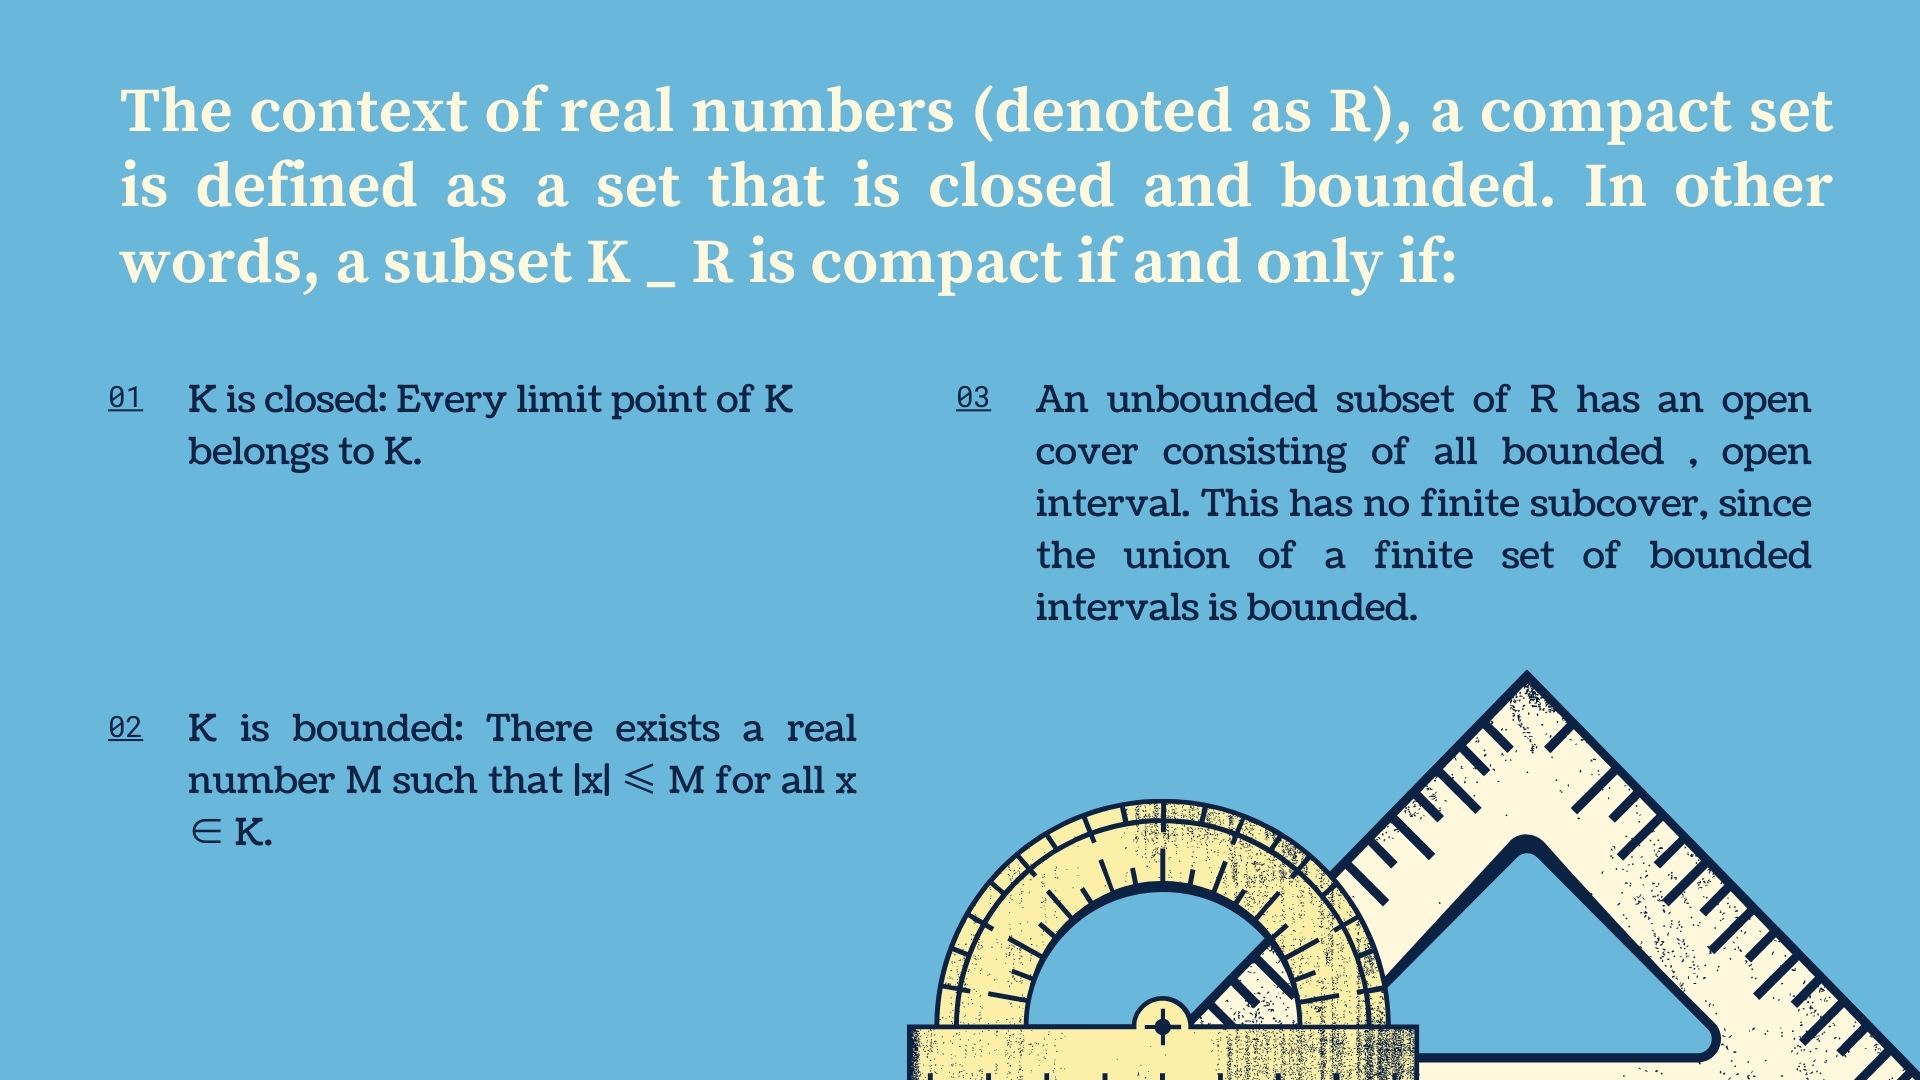 The context of real numbers (denoted as R), a compact set
is defined as a set that is closed and bounded. In other
words, a subset K _ R is compact if and only if:
01
K is closed: Every limit point of K
belongs to K.
02
K is bounded: There exists a real
number M such that |x| ⩽ M for all x
∈ K.
03
An unbounded subset of R has an open
cover consisting of all bounded , open
interval. This has no finite subcover, since
the union of a finite set of bounded
intervals is bounded.